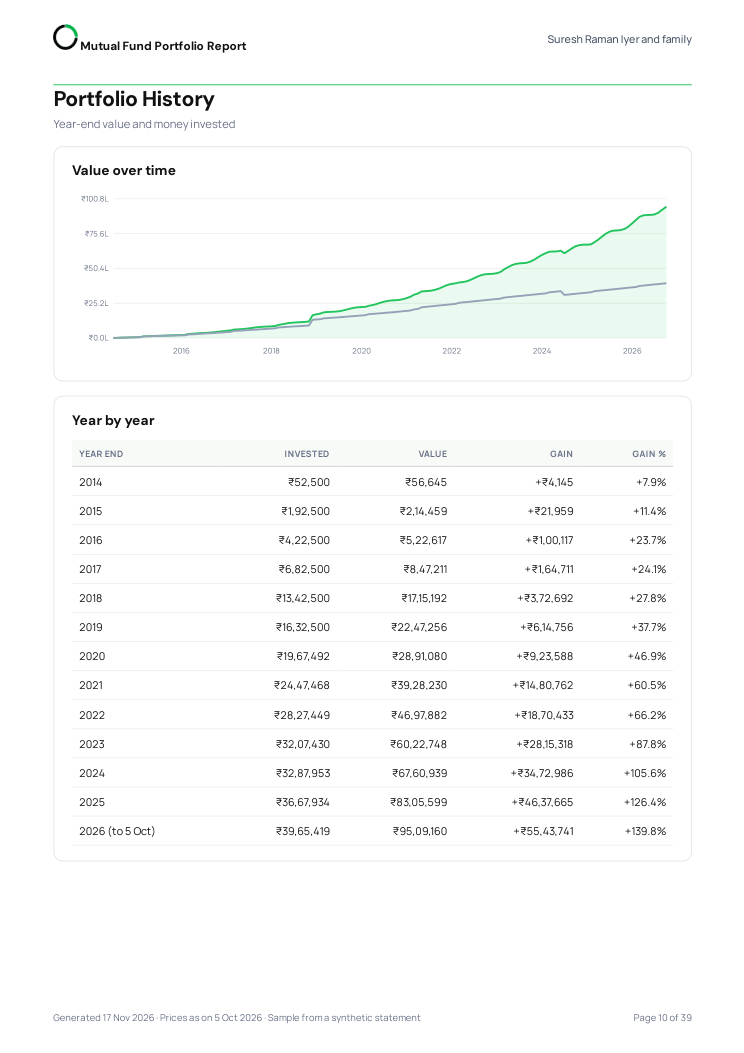 Mutual Fund Portfolio Report
Suresh Raman Iyer and family
Portfolio History
Year-end value and money invested
Value over time
₹100.8L
₹75.6L
₹50.4L
₹25.2L
₹0.0L
2016 2018 2020 2022 2024 2026
Year by year
YEAR END INVESTED VALUE GAIN GAIN %
2014 ₹52,500 ₹56,645 +₹4,145 +7.9%
2015 ₹1,92,500 ₹2,14,459 +₹21,959 +11.4%
2016 ₹4,22,500 ₹5,22,617 +₹1,00,117 +23.7%
2017 ₹6,82,500 ₹8,47,211 +₹1,64,711 +24.1%
2018 ₹13,42,500 ₹17,15,192 +₹3,72,692 +27.8%
2019 ₹16,32,500 ₹22,47,256 +₹6,14,756 +37.7%
2020 ₹19,67,492 ₹28,91,080 +₹9,23,588 +46.9%
2021 ₹24,47,468 ₹39,28,230 +₹14,80,762 +60.5%
2022 ₹28,27,449 ₹46,97,882 +₹18,70,433 +66.2%
2023 ₹32,07,430 ₹60,22,748 +₹28,15,318 +87.8%
2024 ₹32,87,953 ₹67,60,939 +₹34,72,986 +105.6%
2025 ₹36,67,934 ₹83,05,599 +₹46,37,665 +126.4%
2026 (to 5 Oct) ₹39,65,419 ₹95,09,160 +₹55,43,741 +139.8%
Generated 17 Nov 2026 · Prices as on 5 Oct 2026 · Sample from a synthetic statement
Page 10 of 39